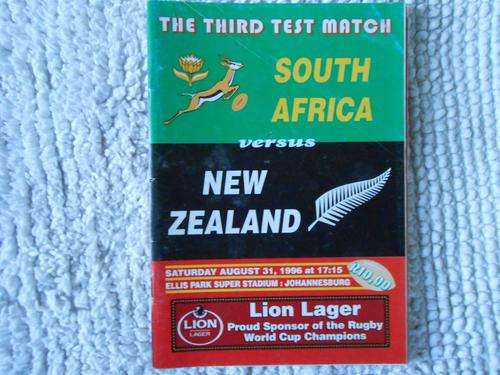 THE THIRD TEST MATCH
SOUTH
AFRICA
versus
NEW
ZEALAND
SATURDAY AUGUST 31, 1996 at 17:15
ELLIS PARK SUPER STADIUM : JOHANNESBURG
R10.00
LION
LAGER
Lion Lager
Proud Sponsor of the Rugby
World Cup Champions